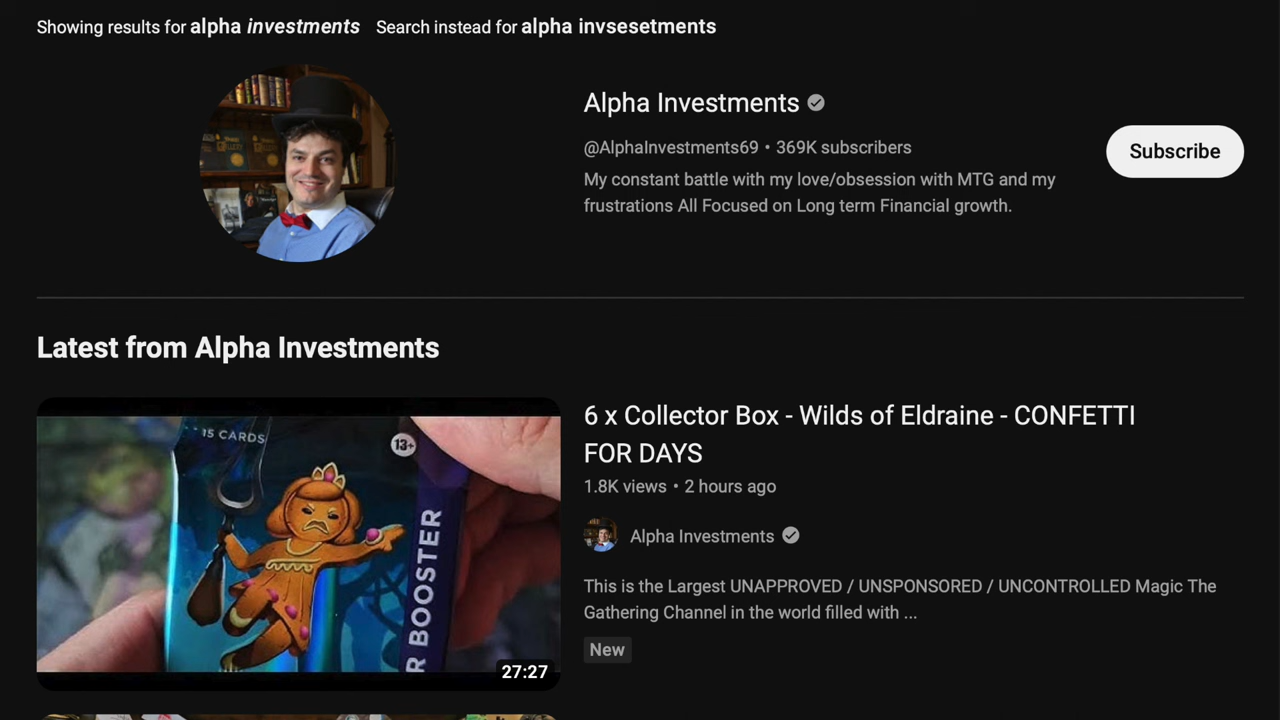 Showing results for alpha investments Search instead for alpha invsesetments
Alpha Investments
@AlphaInvestments69 • 369K subscribers
Subscribe
My constant battle with my love/obsession with MTG and my
frustrations All Focused on Long term Financial growth.
Latest from Alpha Investments
15 CARDS
13+
R BOOSTER
27:27
6 x Collector Box - Wilds of Eldraine - CONFETTI
FOR DAYS
1.8K views • 2 hours ago
Alpha Investments
This is the Largest UNAPPROVED / UNSPONSORED / UNCONTROLLED Magic The
Gathering Channel in the world filled with ...
New